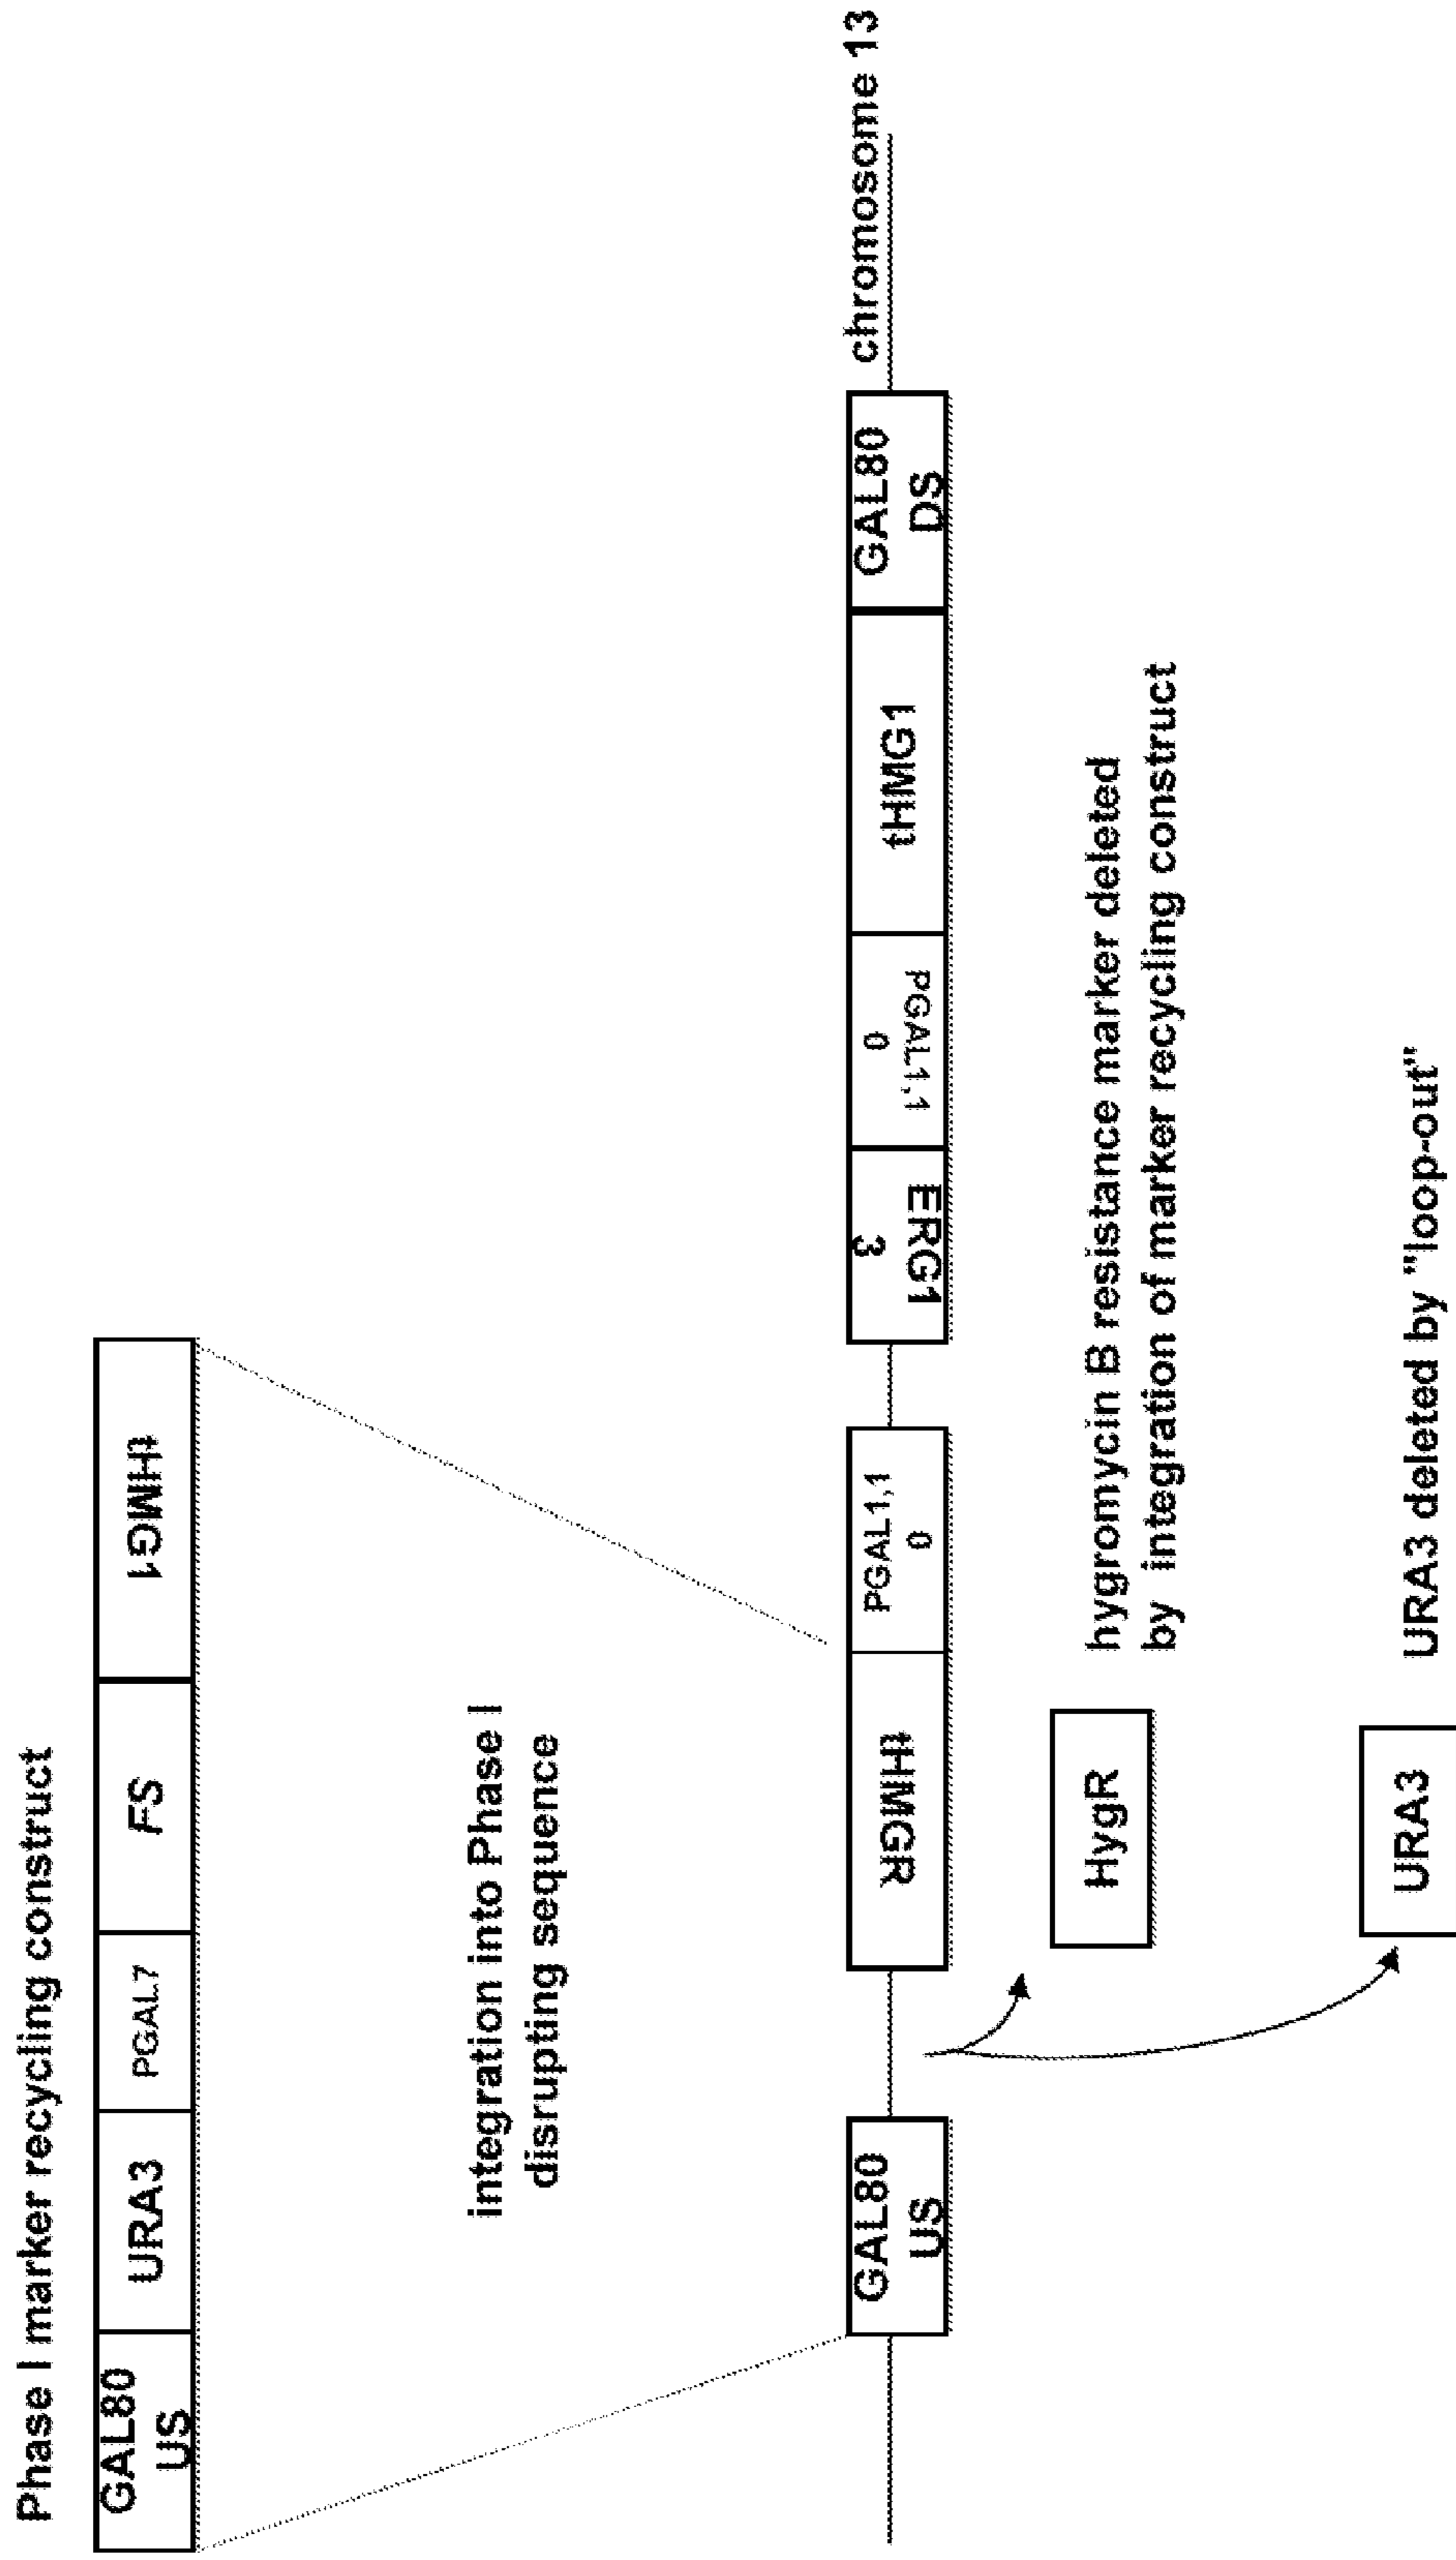 Phase I marker recycling construct
GAL80
US
URA3
PGAL7
FS
tHMG1
integration into Phase I
disrupting sequence
GAL80
US
tHMGR
PGAL1,1
0
ERG1
3
PGAL1,1
0
tHMG1
GAL80
DS
chromosome 13
HygR
hygromycin B resistance marker deleted
by integration of marker recycling construct
URA3
URA3 deleted by "loop-out"